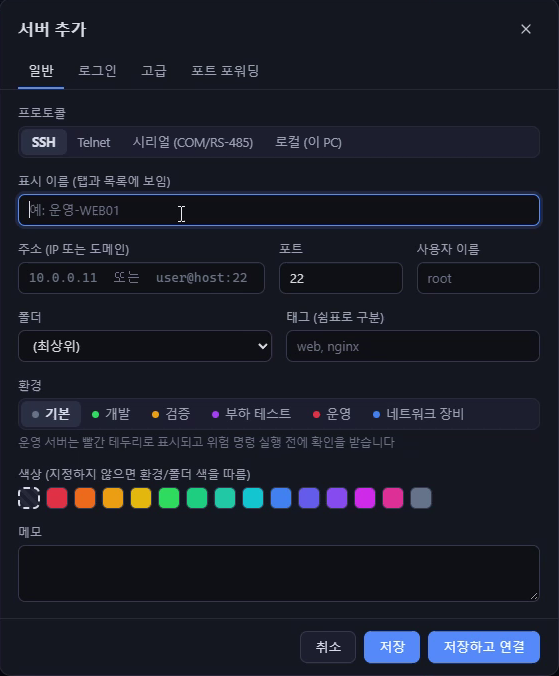 서버 추가 ×
일반 로그인 고급 포트 포워딩
프로토콜
SSH Telnet 시리얼 (COM/RS-485) 로컬 (이 PC)
표시 이름 (탭과 목록에 보임)
예: 운영-WEB01
주소 (IP 또는 도메인) 포트 사용자 이름
10.0.0.11 또는 user@host:22 22 root
폴더 태그 (쉼표로 구분)
(최상위) web, nginx
환경
기본 개발 검증 부하 테스트 운영 네트워크 장비
운영 서버는 빨간 테두리로 표시되고 위험 명령 실행 전에 확인을 받습니다
색상 (지정하지 않으면 환경/폴더 색을 따름)
메모
취소 저장 저장하고 연결